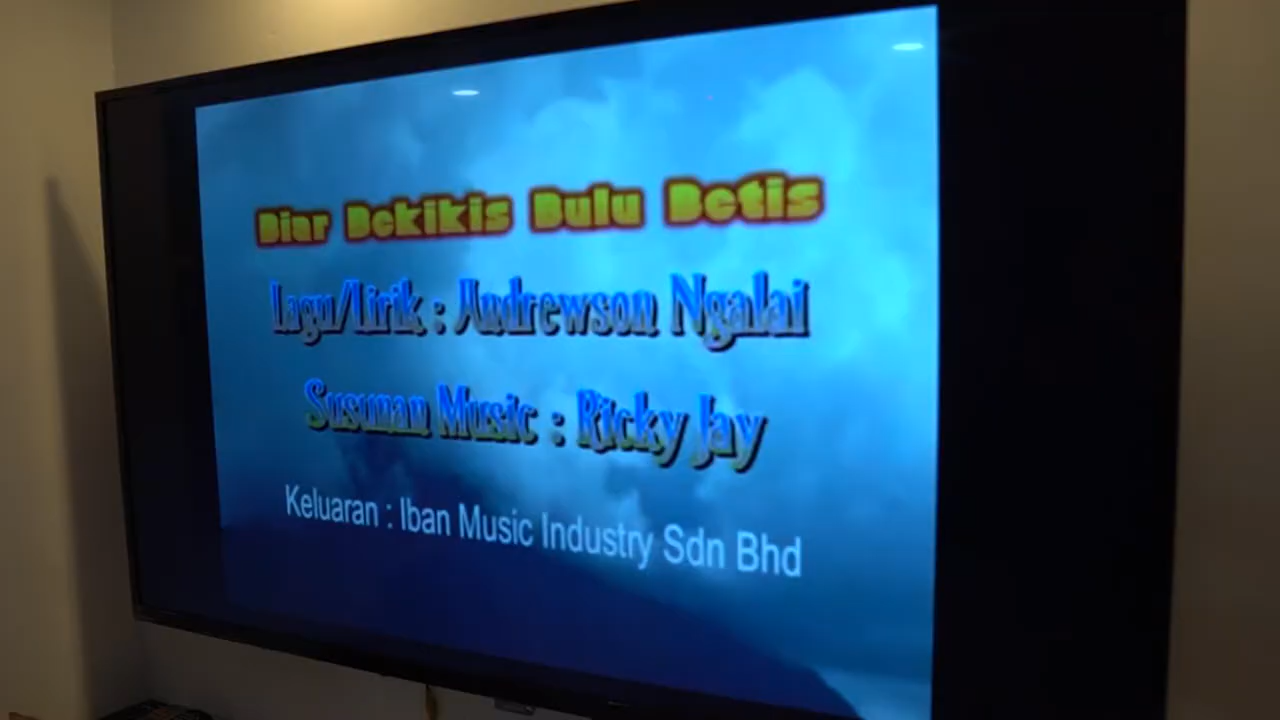 Biar Bekikis Bulu Betis
Lagu/Lirik : Andrewson Ngalai
Susunan Music : Ricky Jay
Keluaran : Iban Music Industry Sdn Bhd